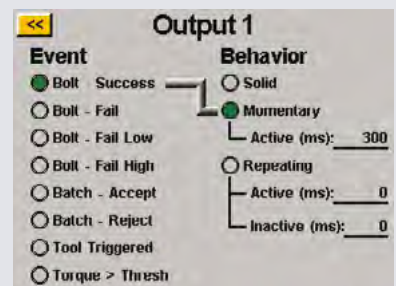 << Output 1
Event
Bolt Success
Bolt - Fail
Bolt - Fail Low
Bolt - Fail High
Batch - Accept
Batch - Reject
Tool Triggered
Torque > Thresh
Behavior
Solid
Momentary
Active (ms): 300
Repeating
Active (ms): 0
Inactive (ms): 0